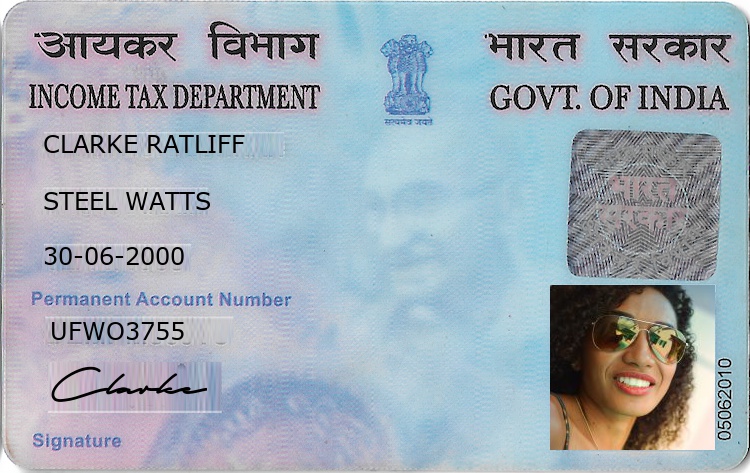 आयकर विभाग
भारत सरकार
INCOME TAX DEPARTMENT
GOVT. OF INDIA
सत्यमेव जयते
CLARKE RATLIFF
भारत
सरकार
STEEL WATTS
30-06-2000
Permanent Account Number
UFWO3755
Clarke
Signature
05062010